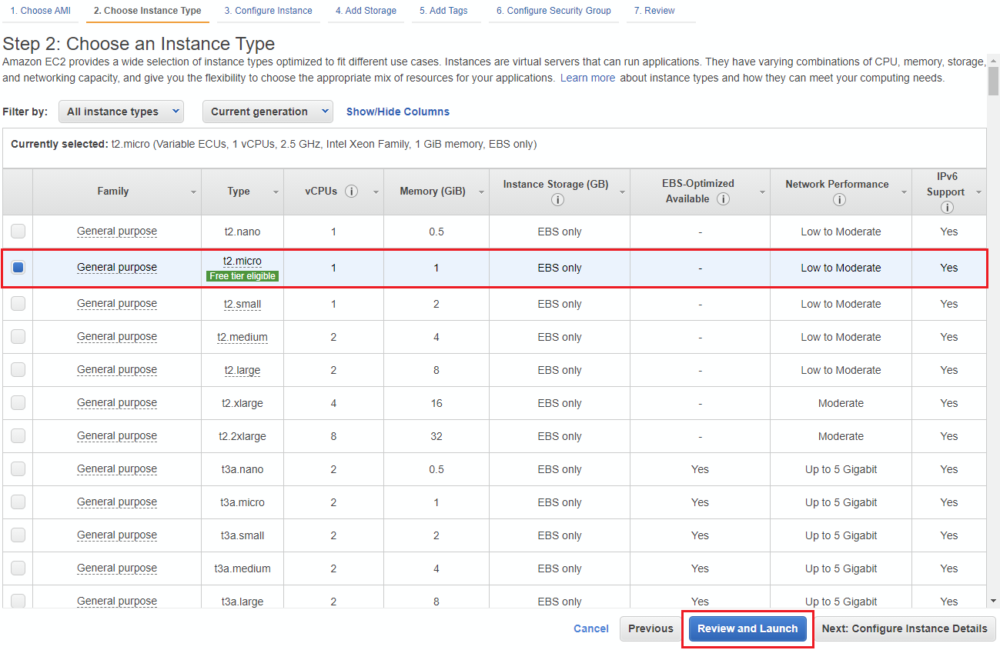 1. Choose AMI 2. Choose Instance Type 3. Configure Instance 4. Add Storage 5. Add Tags 6. Configure Security Group 7. Review
Step 2: Choose an Instance Type
Amazon EC2 provides a wide selection of instance types optimized to fit different use cases. Instances are virtual servers that can run applications. They have varying combinations of CPU, memory, storage,
and networking capacity, and give you the flexibility to choose the appropriate mix of resources for your applications. Learn more about instance types and how they can meet your computing needs.
Filter by: All instance types Current generation Show/Hide Columns
Currently selected: t2.micro (Variable ECUs, 1 vCPUs, 2.5 GHz, Intel Xeon Family, 1 GiB memory, EBS only)
Family Type vCPUs i Memory (GiB) Instance Storage (GB) i EBS-Optimized Available i Network Performance i IPv6 Support i
General purpose t2.nano 1 0.5 EBS only - Low to Moderate Yes
General purpose t2.micro Free tier eligible 1 1 EBS only - Low to Moderate Yes
General purpose t2.small 1 2 EBS only - Low to Moderate Yes
General purpose t2.medium 2 4 EBS only - Low to Moderate Yes
General purpose t2.large 2 8 EBS only - Low to Moderate Yes
General purpose t2.xlarge 4 16 EBS only - Moderate Yes
General purpose t2.2xlarge 8 32 EBS only - Moderate Yes
General purpose t3a.nano 2 0.5 EBS only Yes Up to 5 Gigabit Yes
General purpose t3a.micro 2 1 EBS only Yes Up to 5 Gigabit Yes
General purpose t3a.small 2 2 EBS only Yes Up to 5 Gigabit Yes
General purpose t3a.medium 2 4 EBS only Yes Up to 5 Gigabit Yes
General purpose t3a.large 2 8 EBS only Yes Up to 5 Gigabit Yes
Cancel Previous Review and Launch Next: Configure Instance Details